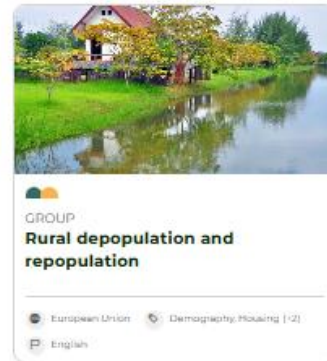 GROUP
Rural depopulation and
repopulation
European Union
Demography, Housing (+2)
English